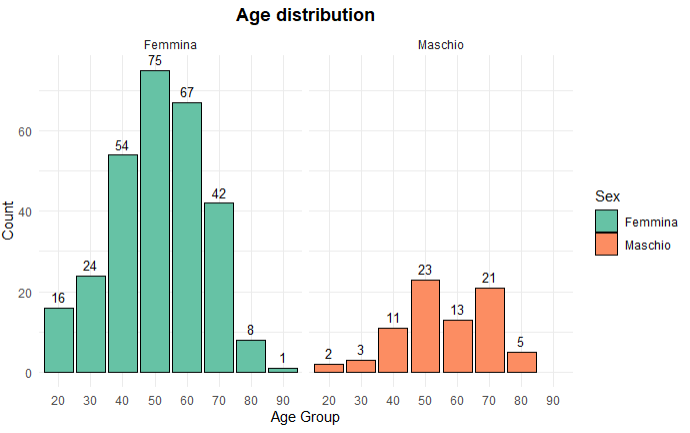 Age distribution
Femmina Maschio
75
67
54
42
24
16
8
1
23
21
13
11
5
3
2
Count
60
40
20
0
20 30 40 50 60 70 80 90 20 30 40 50 60 70 80 90
Age Group
Sex
Femmina
Maschio